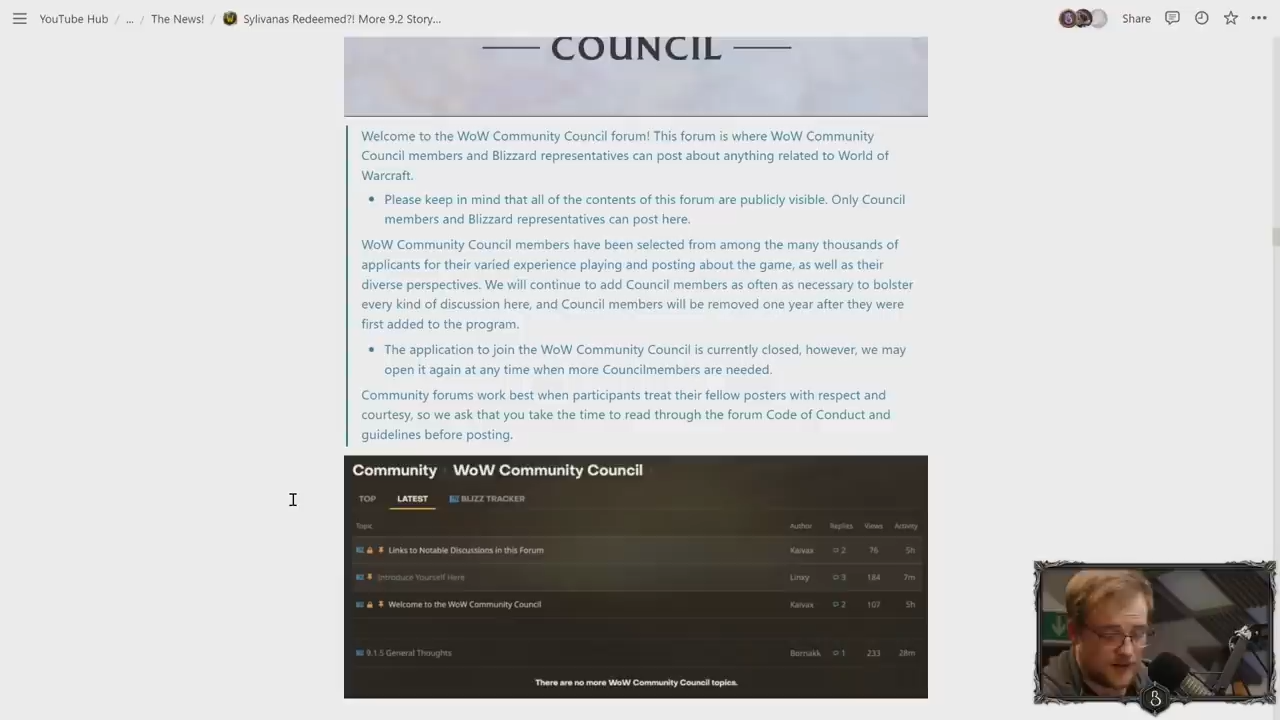 YouTube Hub / ... / The News! / Sylivanas Redeemed?! More 9.2 Story...
Share
COUNCIL
Welcome to the WoW Community Council forum! This forum is where WoW Community
Council members and Blizzard representatives can post about anything related to World of
Warcraft.
• Please keep in mind that all of the contents of this forum are publicly visible. Only Council
members and Blizzard representatives can post here.
WoW Community Council members have been selected from among the many thousands of
applicants for their varied experience playing and posting about the game, as well as their
diverse perspectives. We will continue to add Council members as often as necessary to bolster
every kind of discussion here, and Council members will be removed one year after they were
first added to the program.
• The application to join the WoW Community Council is currently closed, however, we may
open it again at any time when more Councilmembers are needed.
Community forums work best when participants treat their fellow posters with respect and
courtesy, so we ask that you take the time to read through the forum Code of Conduct and
guidelines before posting.
Community WoW Community Council
TOP LATEST BLIZZ TRACKER
Topic Author Replies Views Activity
Links to Notable Discussions in this Forum Kaivax 2 76 5h
Introduce Yourself Here Linxy 3 184 7m
Welcome to the WoW Community Council Kaivax 2 107 5h
9.1.5 General Thoughts Bornakk 1 233 28m
There are no more WoW Community Council topics.